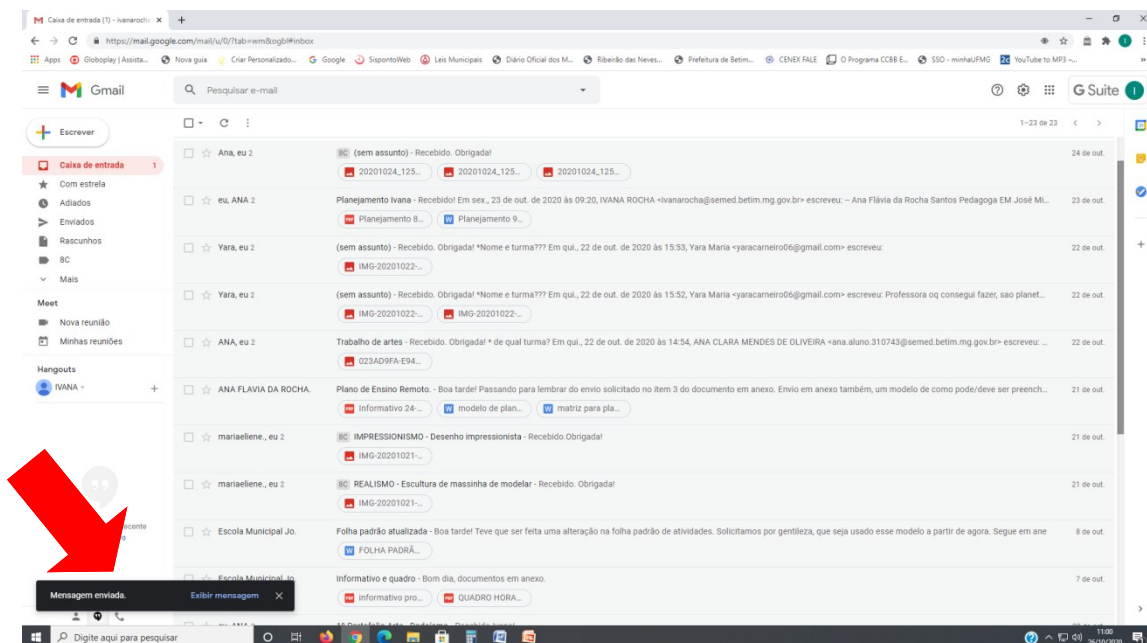 Caixa de entrada (1) - ivanaroch
https://mail.google.com/mail/u/0/?tab=wm&ogbl#inbox
Apps Globoplay | Assista... Nova guia Criar Personalizado... Google SispontoWeb Leis Municipais Diário Oficial dos M... Ribeirão das Neves... Prefeitura de Betim... CENEX FALE O Programa CCBB E... SSO - minhaUFMG YouTube to MP3 –...
Gmail Pesquisar e-mail G Suite
Escrever 1–23 de 23
Caixa de entrada 1
Com estrela
Adiados
Enviados
Rascunhos
8C
Mais
Meet
Nova reunião
Minhas reuniões
Hangouts
IVANA
Ana, eu 2 8C (sem assunto) - Recebido. Obrigada! 24 de out.
20201024_125... 20201024_125... 20201024_125...
eu, ANA 2 Planejamento Ivana - Recebido! Em sex., 23 de out. de 2020 às 09:20, IVANA ROCHA <ivanarocha@semed.betim.mg.gov.br> escreveu: -- Ana Flávia da Rocha Santos Pedagoga EM José Mi... 23 de out.
Planejamento 8... Planejamento 9...
Yara, eu 2 (sem assunto) - Recebido. Obrigada! *Nome e turma??? Em qui., 22 de out. de 2020 às 15:53, Yara Maria <yaracarneiro06@gmail.com> escreveu: 22 de out.
IMG-20201022-...
Yara, eu 2 (sem assunto) - Recebido. Obrigada! *Nome e turma??? Em qui., 22 de out. de 2020 às 15:52, Yara Maria <yaracarneiro06@gmail.com> escreveu: Professora oq consegui fazer, sao planet... 22 de out.
IMG-20201022-... IMG-20201022-...
ANA, eu 2 Trabalho de artes - Recebido. Obrigada! * de qual turma? Em qui., 22 de out. de 2020 às 14:54, ANA CLARA MENDES DE OLIVEIRA <ana.aluno.310743@semed.betim.mg.gov.br> escreveu: ... 22 de out.
023AD9FA-E94...
ANA FLAVIA DA ROCHA. Plano de Ensino Remoto. - Boa tarde! Passando para lembrar do envio solicitado no item 3 do documento em anexo. Envio em anexo também, um modelo de como pode/deve ser preench... 21 de out.
Informativo 24-... modelo de plan... matriz para pla...
mariaeliene., eu 2 8C IMPRESSIONISMO - Desenho impressionista - Recebido.Obrigada! 21 de out.
IMG-20201021-...
mariaeliene., eu 2 8C REALISMO - Escultura de massinha de modelar - Recebido. Obrigada! 21 de out.
IMG-20201021-...
Escola Municipal Jo. Folha padrão atualizada - Boa tarde! Teve que ser feita uma alteração na folha padrão de atividades. Solicitamos por gentileza, que seja usado esse modelo a partir de agora. Segue em ane 8 de out.
FOLHA PADRÃ...
Escola Municipal Jo. Informativo e quadro - Bom dia, documentos em anexo. 7 de out.
informativo pro... QUADRO HORA...
Mensagem enviada. Exibir mensagem
Digite aqui para pesquisar 11:00
26/10/2020